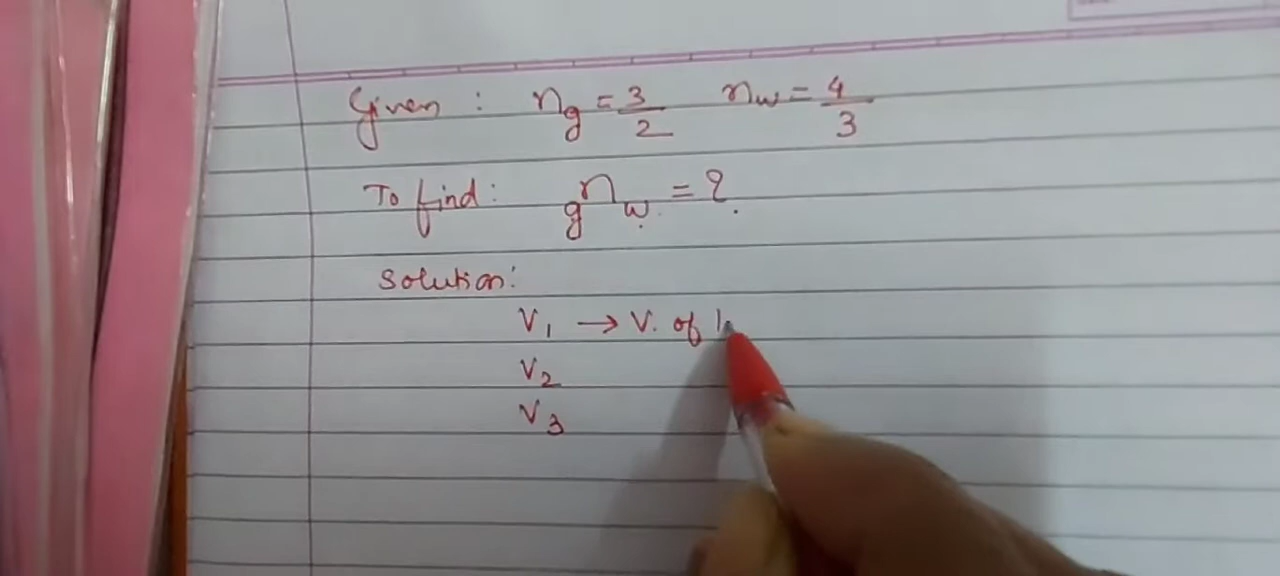 Given : ng = 3/2 nw = 4/3
To find: gnw = ?
Solution:
V1 → V. of
V2
V3